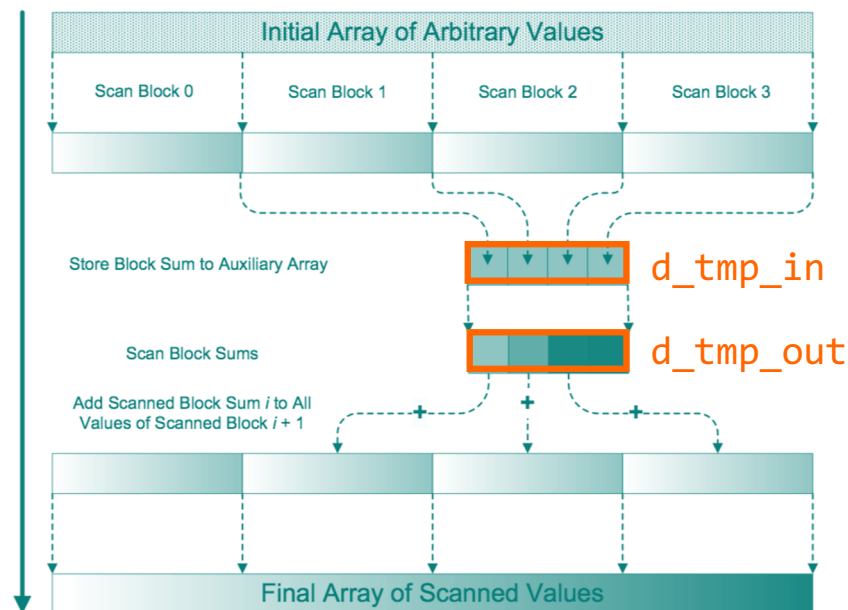 Initial Array of Arbitrary Values
Scan Block 0
Scan Block 1
Scan Block 2
Scan Block 3
Store Block Sum to Auxiliary Array
d_tmp_in
Scan Block Sums
d_tmp_out
Add Scanned Block Sum i to All
Values of Scanned Block i + 1
+
+
+
Final Array of Scanned Values